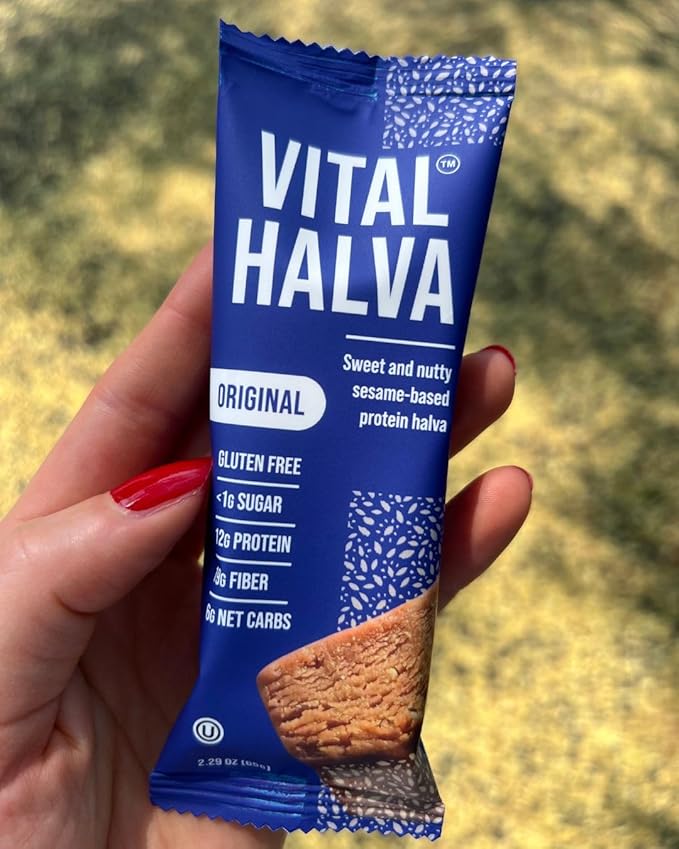 VITAL™
HALVA
Sweet and nutty
sesame-based
protein halva
ORIGINAL
GLUTEN FREE
<1G SUGAR
12G PROTEIN
FIBER
6G NET CARBS
U
2.29 OZ (65g)